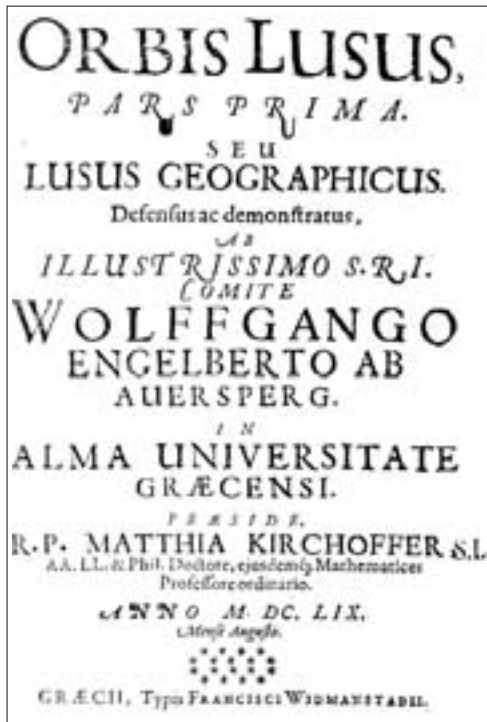 ORBIS LUSUS,
PARS PRIMA.
SEU
LUSUS GEOGRAPHICUS.
Defensus ac demonſtratus,
AB
ILLUSTRISSIMO S.R.I.
COMITE
WOLFFGANGO
ENGELBERTO AB
AUERSPERG.
IN
ALMA UNIVERSITATE
GRÆCENSI.
PRÆSIDE,
R.P. MATTHIA KIRCHOFFER S.I.
AA. LL. & Phil. Doctore, ejusdemq́; Mathematices
Profeſſore ordinario.
ANNO M. DC. LIX.
Menſe Auguſto.
GRÆCII, Typis FRANCISCI WIDMANSTADII.